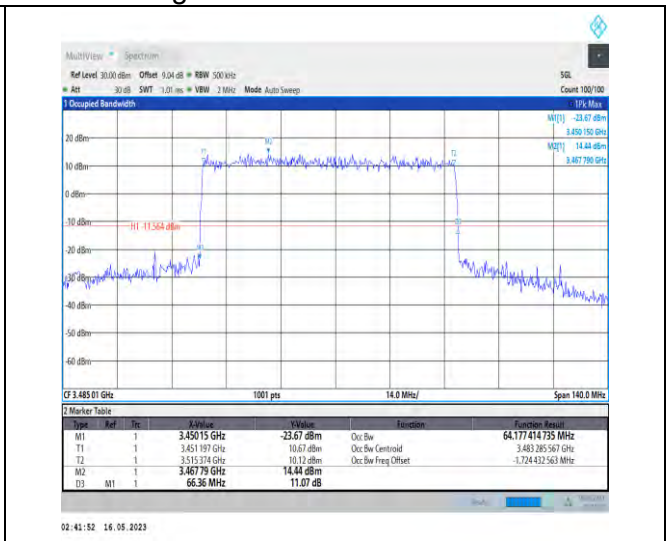 MultiView Spectrum
Ref Level 30.00 dBm Offset 9.04 dB RBW 500 kHz SGL
Att 30 dB SWT 1.01 ms VBW 2 MHz Mode Auto Sweep Count 100/100
1 Occupied Bandwidth 1Pk Max
M1[1] -23.67 dBm
3.450 150 GHz
M2[1] 14.44 dBm
3.467 790 GHz
20 dBm
M2
T1
T2
10 dBm
0 dBm
-10 dBm
H1 -11.564 dBm
D3
-20 dBm
M1
-30 dBm
-40 dBm
-50 dBm
-60 dBm
CF 3.485 01 GHz 1001 pts 14.0 MHz/ Span 140.0 MHz
2 Marker Table
Type Ref Trc X-Value Y-Value Function Function Result
M1 1 3.45015 GHz -23.67 dBm Occ Bw 64.177 414 735 MHz
T1 1 3.451 197 GHz 10.67 dBm Occ Bw Centroid 3.483 285 567 GHz
T2 1 3.515 374 GHz 10.12 dBm Occ Bw Freq Offset -1.724 432 563 MHz
M2 1 3.467 79 GHz 14.44 dBm
D3 M1 1 66.36 MHz 11.07 dB
02:41:52 16.05.2023